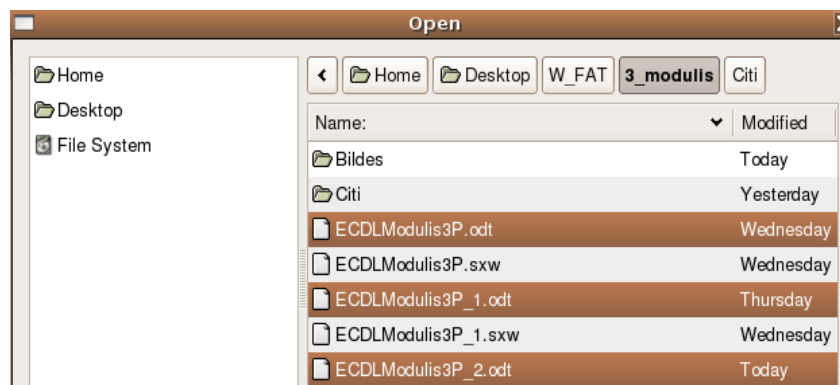 Open
Home
Desktop
File System
Home Desktop W_FAT 3_modulis Citi
Name: Modified
Bildes Today
Citi Yesterday
ECDLModulis3P.odt Wednesday
ECDLModulis3P.sxw Wednesday
ECDLModulis3P_1.odt Thursday
ECDLModulis3P_1.sxw Wednesday
ECDLModulis3P_2.odt Today